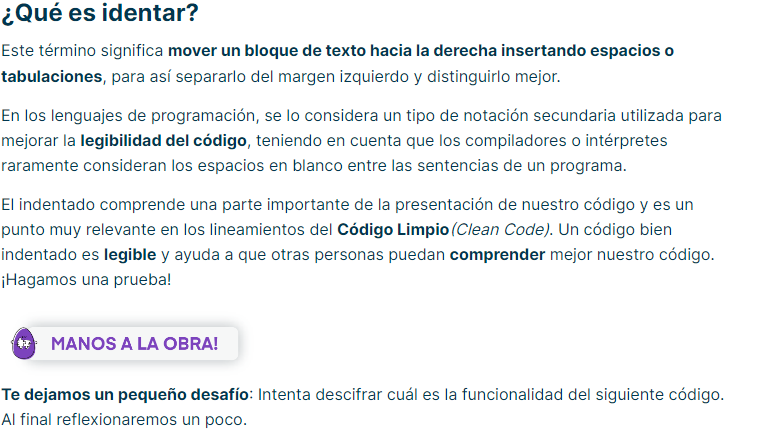 ¿Qué es identar?
Este término significa mover un bloque de texto hacia la derecha insertando espacios o
tabulaciones, para así separarlo del margen izquierdo y distinguirlo mejor.
En los lenguajes de programación, se lo considera un tipo de notación secundaria utilizada para
mejorar la legibilidad del código, teniendo en cuenta que los compiladores o intérpretes
raramente consideran los espacios en blanco entre las sentencias de un programa.
El indentado comprende una parte importante de la presentación de nuestro código y es un
punto muy relevante en los lineamientos del Código Limpio(Clean Code). Un código bien
indentado es legible y ayuda a que otras personas puedan comprender mejor nuestro código.
¡Hagamos una prueba!
MANOS A LA OBRA!
Te dejamos un pequeño desafío: Intenta descifrar cuál es la funcionalidad del siguiente código.
Al final reflexionaremos un poco.